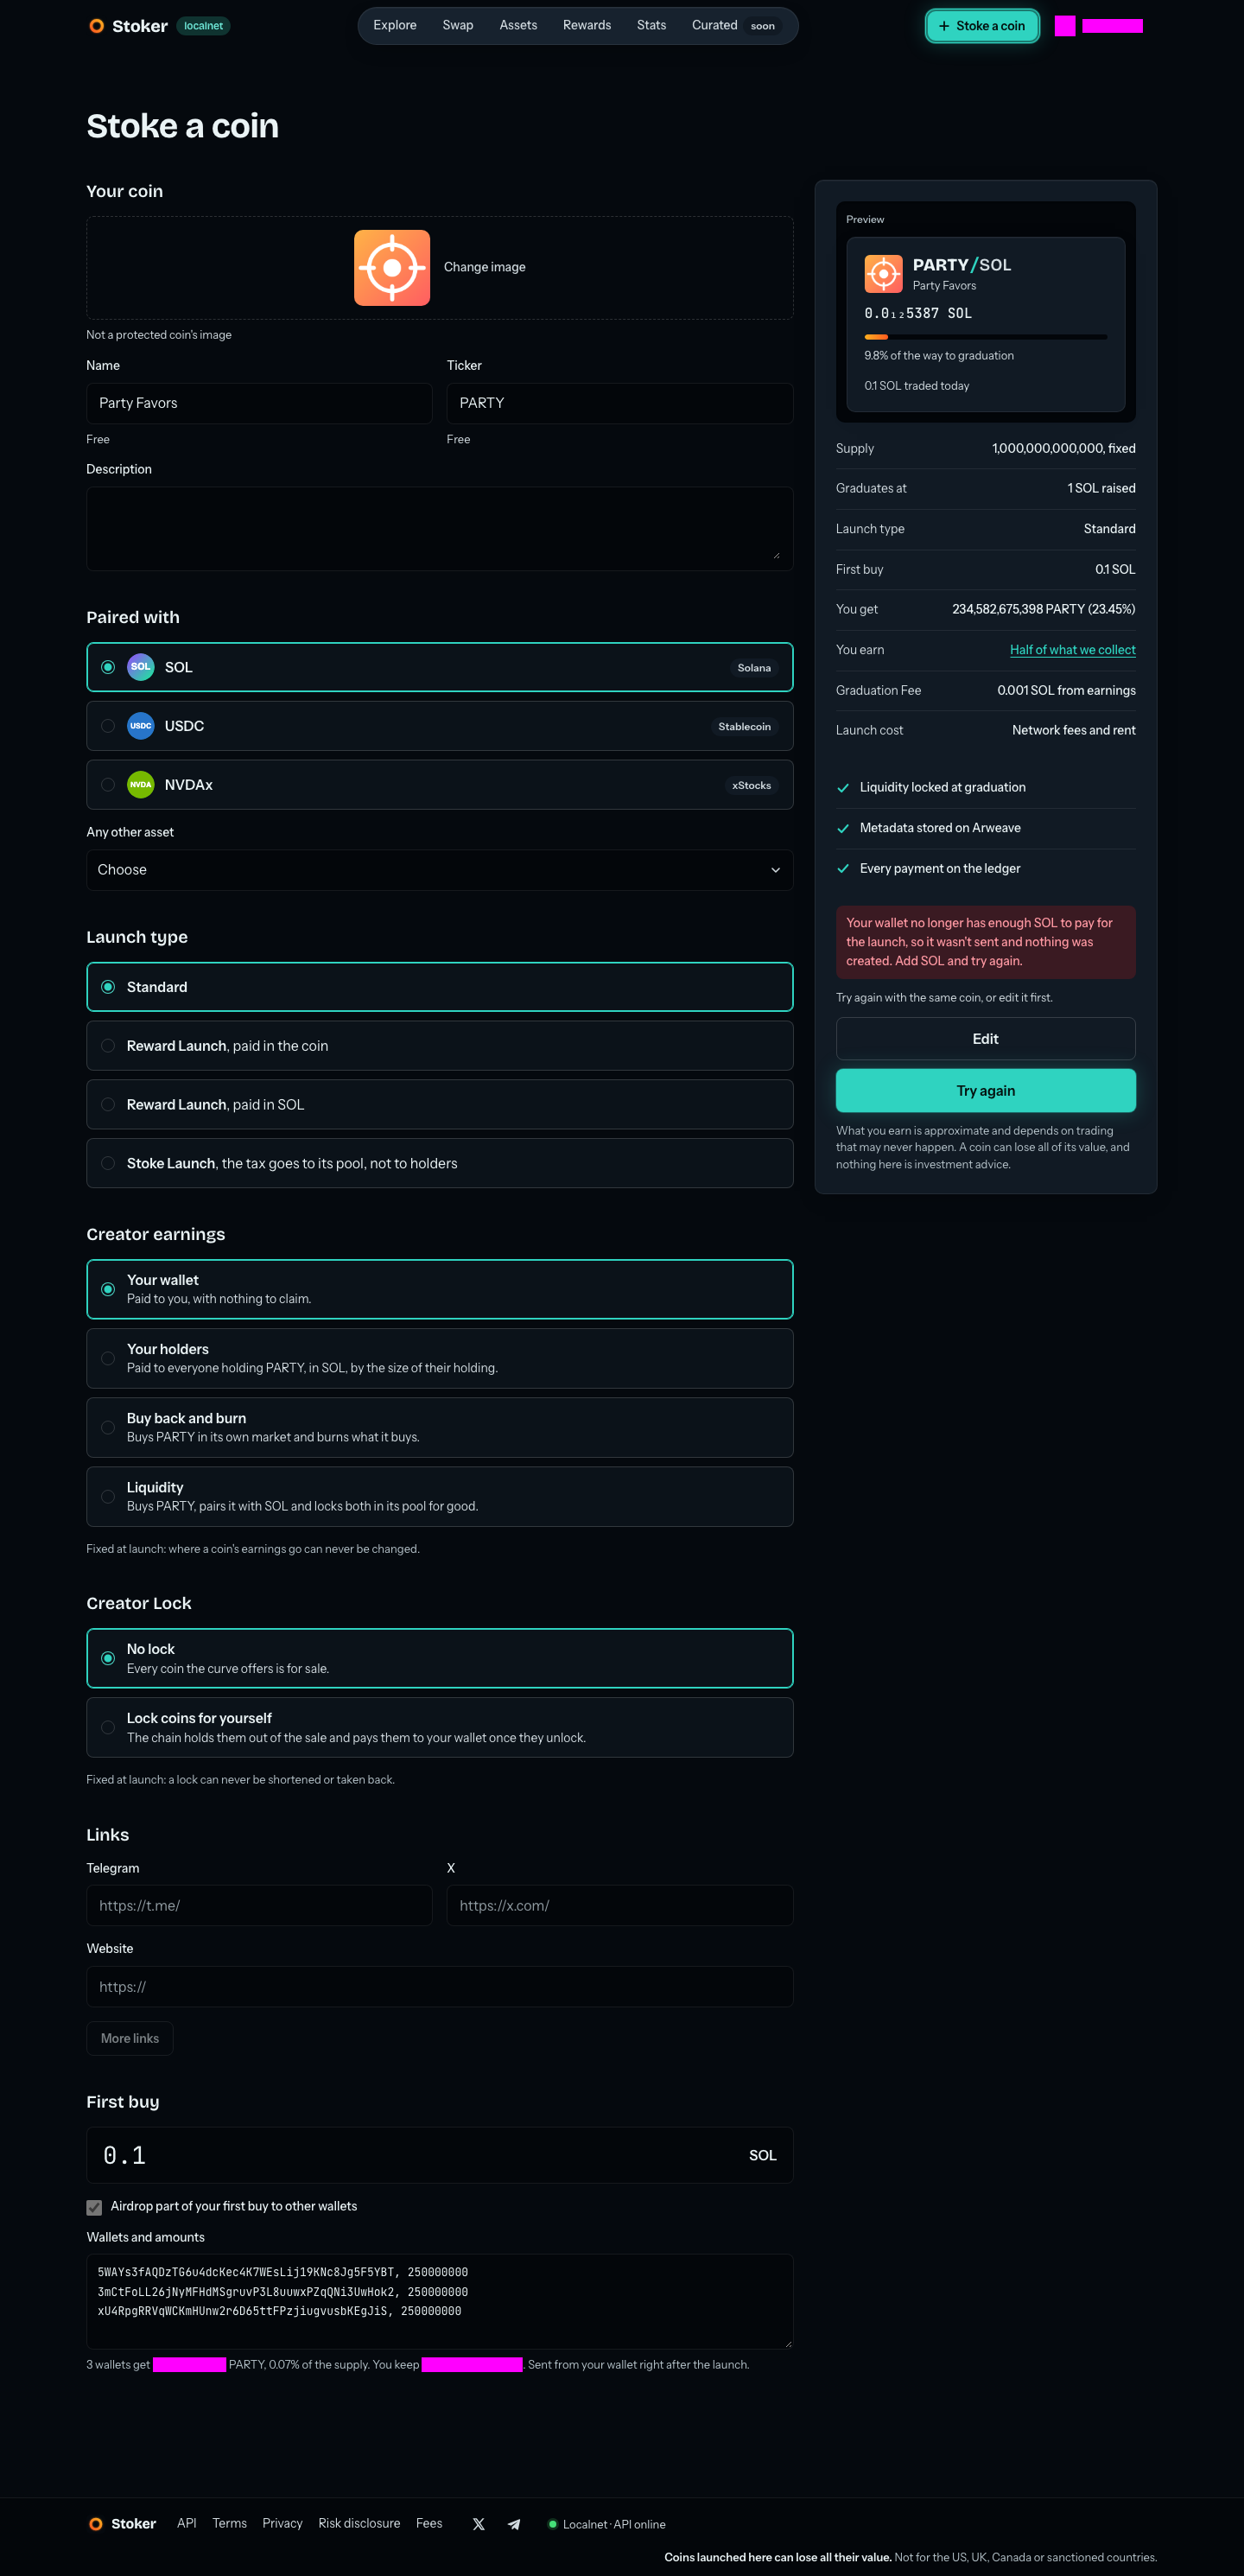 Stoker localnet Explore Swap Assets Rewards Stats Curated soon + Stoke a coin
Stoke a coin
Your coin
Change image
Not a protected coin's image
Name Ticker
Party Favors PARTY
Free Free
Description
Paired with
SOL SOL Solana
USDC USDC Stablecoin
NVDA NVDAx xStocks
Any other asset
Choose
Launch type
Standard
Reward Launch, paid in the coin
Reward Launch, paid in SOL
Stoke Launch, the tax goes to its pool, not to holders
Creator earnings
Your wallet
Paid to you, with nothing to claim.
Your holders
Paid to everyone holding PARTY, in SOL, by the size of their holding.
Buy back and burn
Buys PARTY in its own market and burns what it buys.
Liquidity
Buys PARTY, pairs it with SOL and locks both in its pool for good.
Fixed at launch: where a coin's earnings go can never be changed.
Creator Lock
No lock
Every coin the curve offers is for sale.
Lock coins for yourself
The chain holds them out of the sale and pays them to your wallet once they unlock.
Fixed at launch: a lock can never be shortened or taken back.
Links
Telegram X
https://t.me/ https://x.com/
Website
https://
More links
First buy
0.1 SOL
Airdrop part of your first buy to other wallets
Wallets and amounts
5WAYs3fAQDzTG6u4dcKec4K7WEsLij19KNc8Jg5F5YBT, 250000000
3mCtFoLL26jNyMFHdMSgruvP3L8uuwxPZqQNi3UwHok2, 250000000
xU4RpgRRVqWCKmHUnw2r6D65ttFPzjiugvusbKEgJiS, 250000000
3 wallets get PARTY, 0.07% of the supply. You keep . Sent from your wallet right after the launch.
Preview
PARTY/SOL
Party Favors
0.0₁₂5387 SOL
9.8% of the way to graduation
0.1 SOL traded today
Supply 1,000,000,000,000, fixed
Graduates at 1 SOL raised
Launch type Standard
First buy 0.1 SOL
You get 234,582,675,398 PARTY (23.45%)
You earn Half of what we collect
Graduation Fee 0.001 SOL from earnings
Launch cost Network fees and rent
Liquidity locked at graduation
Metadata stored on Arweave
Every payment on the ledger
Your wallet no longer has enough SOL to pay for
the launch, so it wasn't sent and nothing was
created. Add SOL and try again.
Try again with the same coin, or edit it first.
Edit
Try again
What you earn is approximate and depends on trading
that may never happen. A coin can lose all of its value, and
nothing here is investment advice.
Stoker API Terms Privacy Risk disclosure Fees Localnet · API online
Coins launched here can lose all their value. Not for the US, UK, Canada or sanctioned countries.